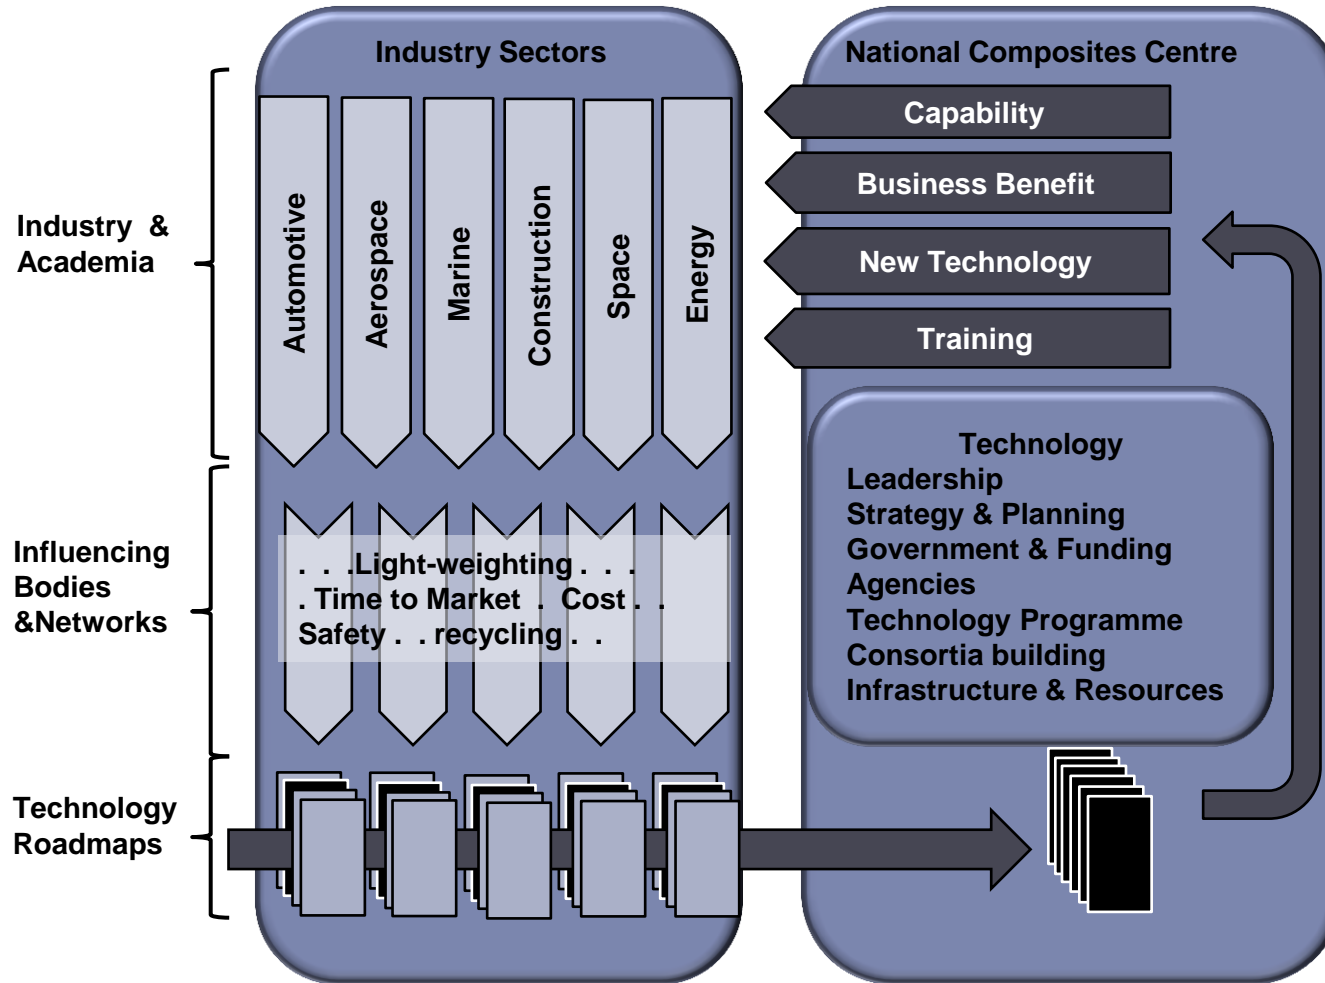 Industry Sectors
National Composites Centre
Industry &
Academia
Automotive
Aerospace
Marine
Construction
Space
Energy
Capability
Business Benefit
New Technology
Training
Influencing
Bodies
&Networks
. . .Light-weighting . . .
. Time to Market . Cost . .
Safety . . recycling . .
Technology
Leadership
Strategy & Planning
Government & Funding
Agencies
Technology Programme
Consortia building
Infrastructure & Resources
Technology
Roadmaps